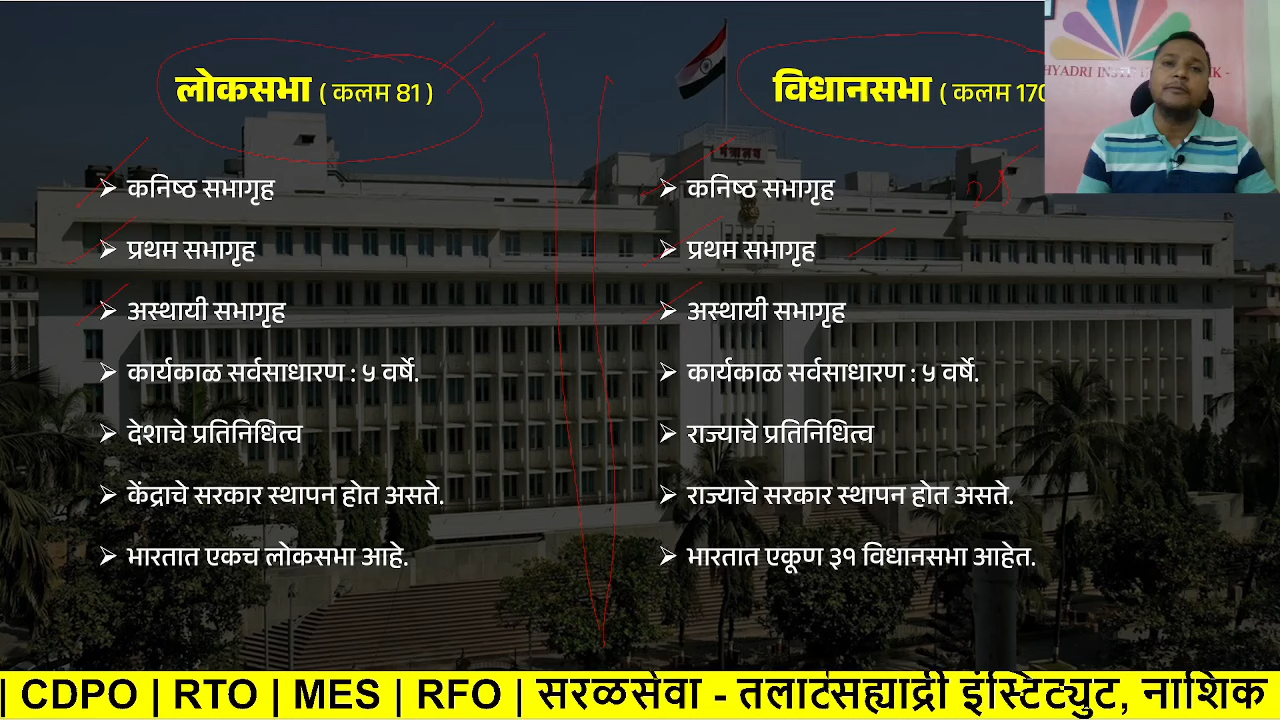 लोकसभा ( कलम 81 )
कनिष्ठ सभागृह
प्रथम सभागृह
अस्थायी सभागृह
कार्यकाळ सर्वसाधारण : ५ वर्षे.
देशाचे प्रतिनिधित्व
केंद्राचे सरकार स्थापन होत असते.
भारतात एकच लोकसभा आहे.
विधानसभा ( कलम 170
कनिष्ठ सभागृह
प्रथम सभागृह
अस्थायी सभागृह
कार्यकाळ सर्वसाधारण : ५ वर्षे.
राज्याचे प्रतिनिधित्व
राज्याचे सरकार स्थापन होत असते.
भारतात एकूण ३१ विधानसभा आहेत.
मंत्रालय
| CDPO | RTO | MES | RFO | सरळसेवा - तलाट सह्याद्री इंस्टिट्युट, नाशिक